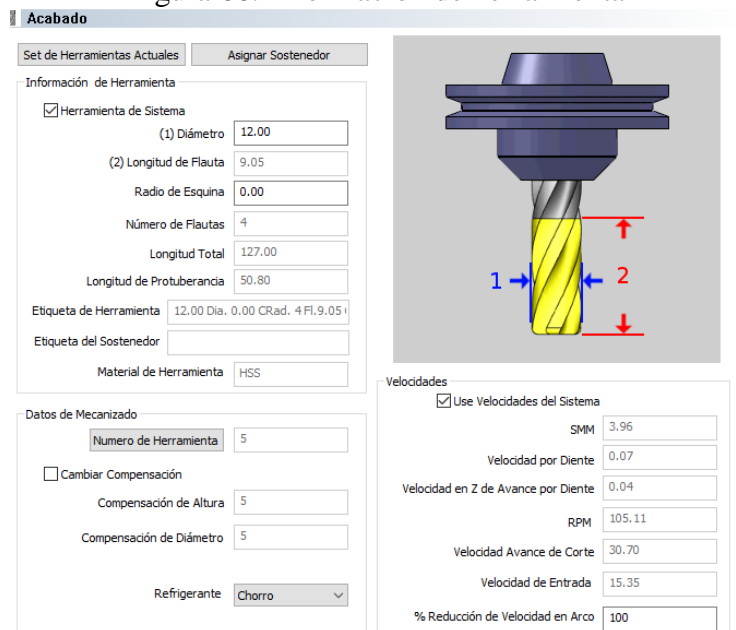 Acabado
Set de Herramientas Actuales
Asignar Sostenedor
Información de Herramienta
Herramienta de Sistema
(1) Diámetro 12.00
(2) Longitud de Flauta 9.05
Radio de Esquina 0.00
Número de Flautas 4
Longitud Total 127.00
Longitud de Protuberancia 50.80
Etiqueta de Herramienta 12.00 Dia. 0.00 CRad. 4 Fl.9.05
Etiqueta del Sostenedor
Material de Herramienta HSS
1
2
Datos de Mecanizado
Numero de Herramienta 5
Cambiar Compensación
Compensación de Altura 5
Compensación de Diámetro 5
Refrigerante Chorro
Velocidades
Use Velocidades del Sistema
SMM 3.96
Velocidad por Diente 0.07
Velocidad en Z de Avance por Diente 0.04
RPM 105.11
Velocidad Avance de Corte 30.70
Velocidad de Entrada 15.35
% Reducción de Velocidad en Arco 100